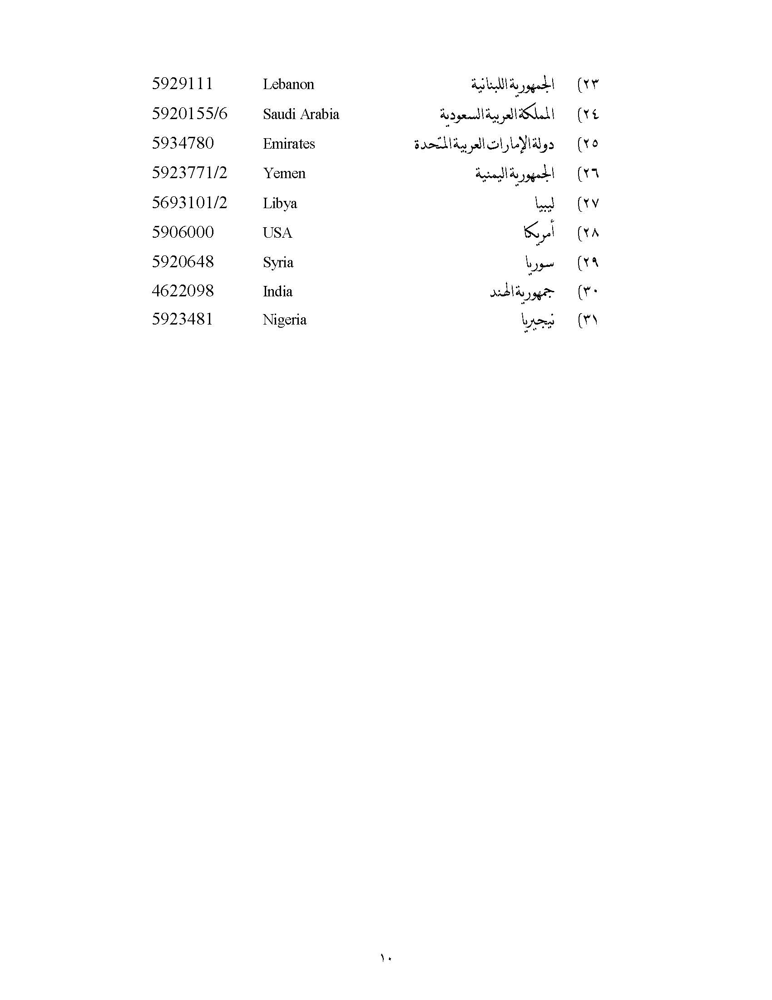 ٢٣) الجمهورية اللبنانية Lebanon 5929111
٢٤) المملكة العربية السعودية Saudi Arabia 5920155/6
٢٥) دولة الإمارات العربية المتحدة Emirates 5934780
٢٦) الجمهورية اليمنية Yemen 5923771/2
٢٧) ليبيا Libya 5693101/2
٢٨) أمريكا USA 5906000
٢٩) سوريا Syria 5920648
٣٠) جمهورية الهند India 4622098
٣١) نيجيريا Nigeria 5923481
١٠